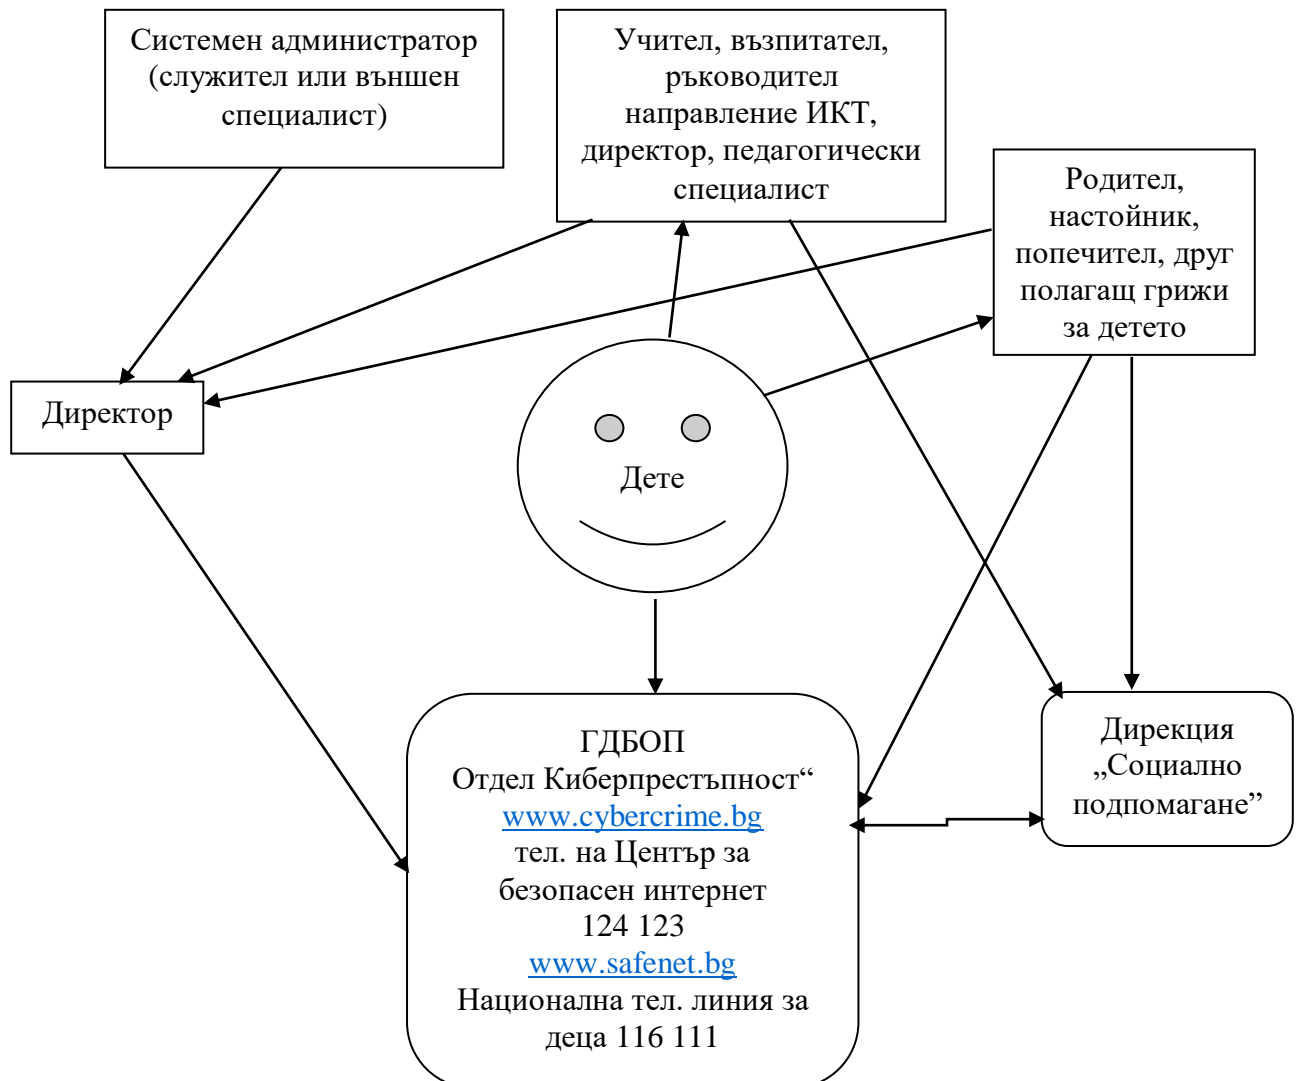 Системен администратор
(служител или външен
специалист)
Учител, възпитател,
ръководител
направление ИКТ,
директор, педагогически
специалист
Родител,
настойник,
попечител, друг
полагащ грижи
за детето
Директор
Дете
ГДБОП
Отдел Киберпрестъпност“
www.cybercrime.bg
тел. на Център за
безопасен интернет
124 123
www.safenet.bg
Национална тел. линия за
деца 116 111
Дирекция
„Социално
подпомагане”